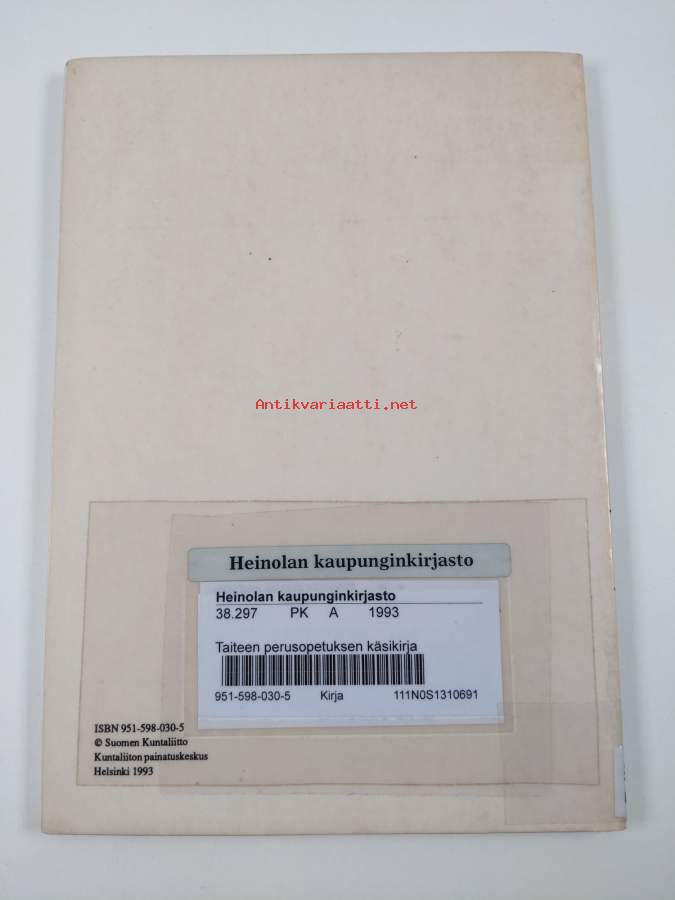 Antikvariaatti.net
Heinolan kaupunginkirjasto
Heinolan kaupunginkirjasto
38.297 PK A 1993
Taiteen perusopetuksen käsikirja
951-598-030-5 Kirja 111N0S1310691
ISBN 951-598-030-5
© Suomen Kuntaliitto
Kuntaliiton painatuskeskus
Helsinki 1993